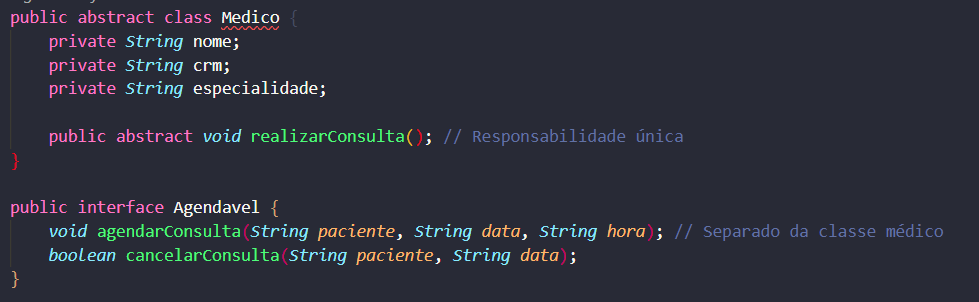 public abstract class Medico {
    private String nome;
    private String crm;
    private String especialidade;

    public abstract void realizarConsulta(); // Responsabilidade única
}

public interface Agendavel {
    void agendarConsulta(String paciente, String data, String hora); // Separado da classe médico
    boolean cancelarConsulta(String paciente, String data);
}